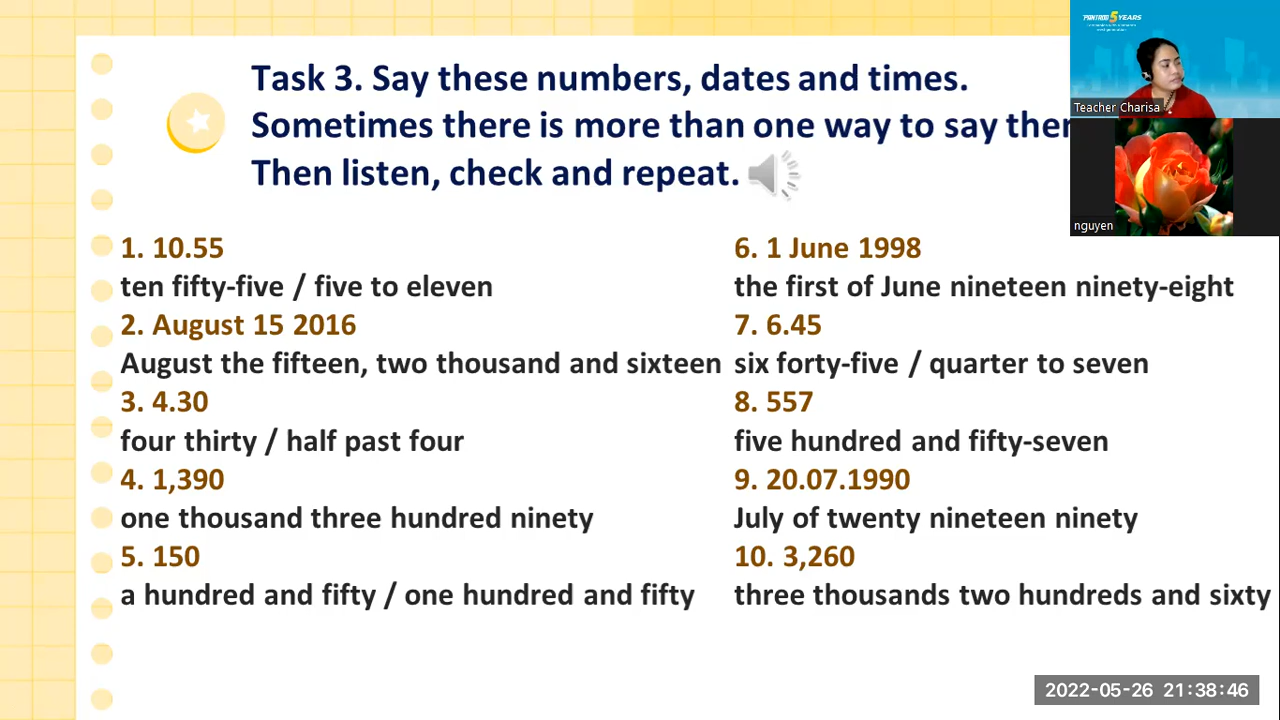 Task 3. Say these numbers, dates and times.
Sometimes there is more than one way to say
Then listen, check and repeat.
1. 10.55
ten fifty-five / five to eleven
2. August 15 2016
August the fifteen, two thousand and sixteen
3. 4.30
four thirty / half past four
4. 1,390
one thousand three hundred ninety
5. 150
a hundred and fifty / one hundred and fifty
6. 1 June 1998
the first of June nineteen ninety-eight
7. 6.45
six forty-five / quarter to seven
8. 557
five hundred and fifty-seven
9. 20.07.1990
July of twenty nineteen ninety
10. 3,260
three thousands two hundreds and sixty
5 YEARS
Teacher Charisa
nguyen
2022-05-26 21:38:46